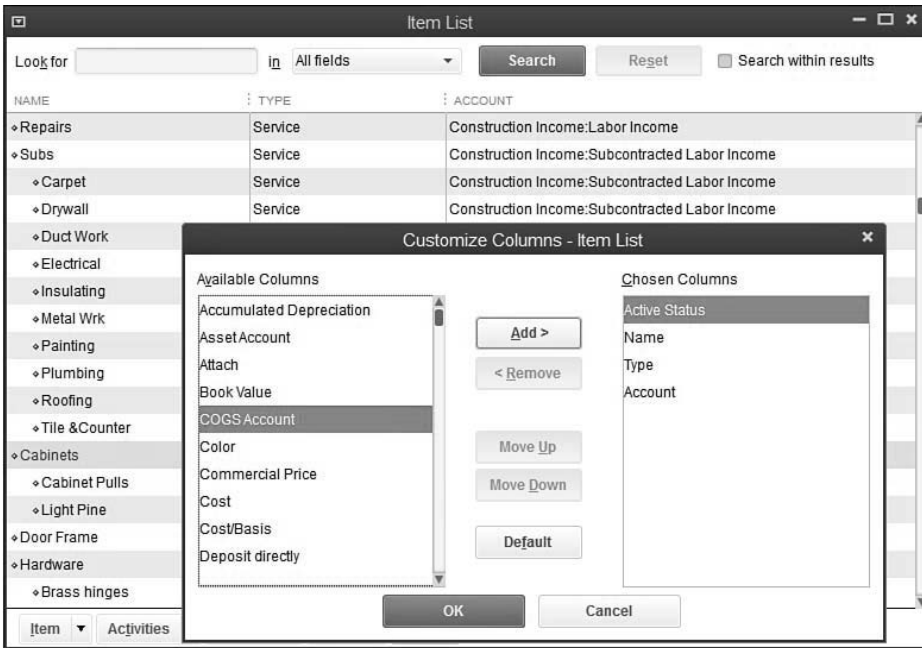 Item List
Look for in All fields Search Reset Search within results
NAME TYPE ACCOUNT
Repairs Service Construction Income:Labor Income
Subs Service Construction Income:Subcontracted Labor Income
Carpet Service Construction Income:Subcontracted Labor Income
Drywall Service Construction Income:Subcontracted Labor Income
Duct Work
Electrical
Insulating
Metal Wrk
Painting
Plumbing
Roofing
Tile &Counter
Cabinets
Cabinet Pulls
Light Pine
Door Frame
Hardware
Brass hinges
Item Activities
Customize Columns - Item List
Available Columns
Accumulated Depreciation
Asset Account
Attach
Book Value
COGS Account
Color
Commercial Price
Cost
Cost/Basis
Deposit directly
Add >
< Remove
Move Up
Move Down
Default
Chosen Columns
Active Status
Name
Type
Account
OK Cancel